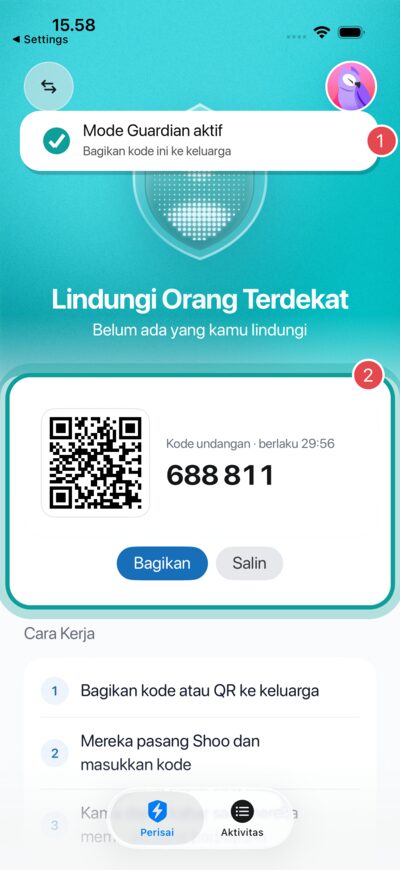 15.58
◀ Settings
Mode Guardian aktif
Bagikan kode ini ke keluarga
1
Lindungi Orang Terdekat
Belum ada yang kamu lindungi
2
Kode undangan · berlaku 29:56
688 811
Bagikan
Salin
Cara Kerja
1 Bagikan kode atau QR ke keluarga
2 Mereka pasang Shoo dan
masukkan kode
3
Perisai
Aktivitas